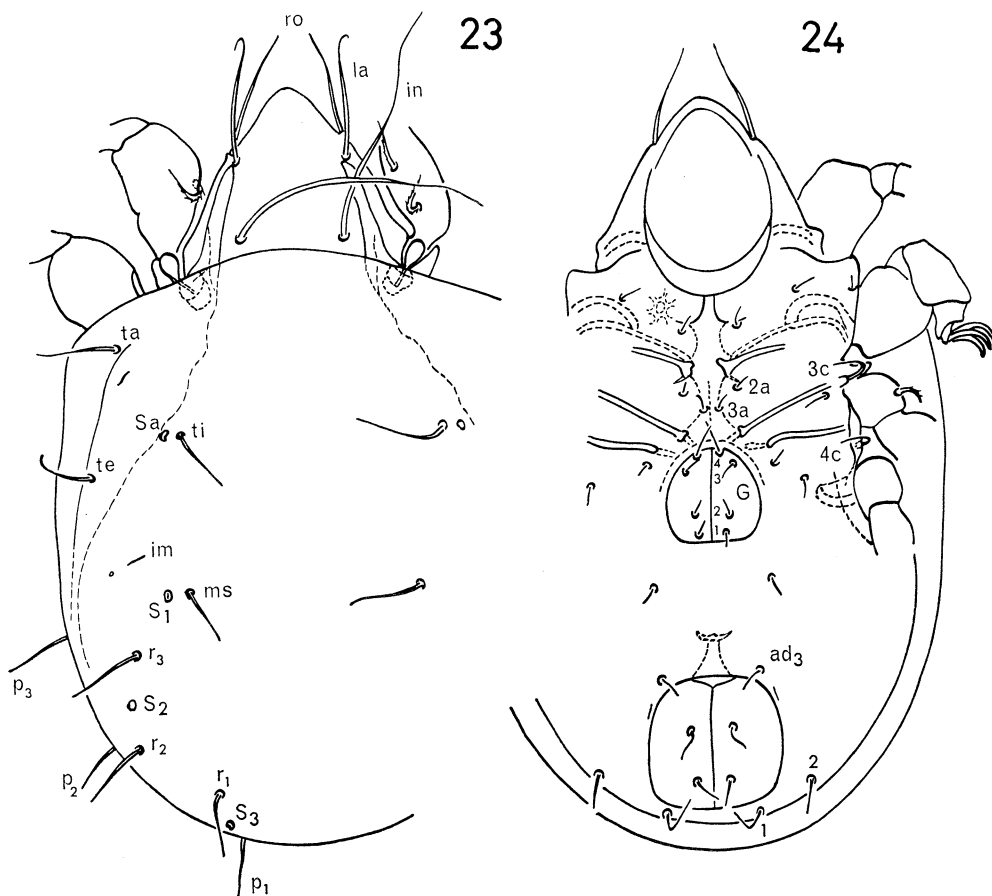 23
ro
la
in
ta
Sa
ti
te
im
S1
ms
p3
r3
S2
r2
p2
r1
S3
p1
24
3c
2a
3a
4c
4
3
G
2
1
ad3
2
1